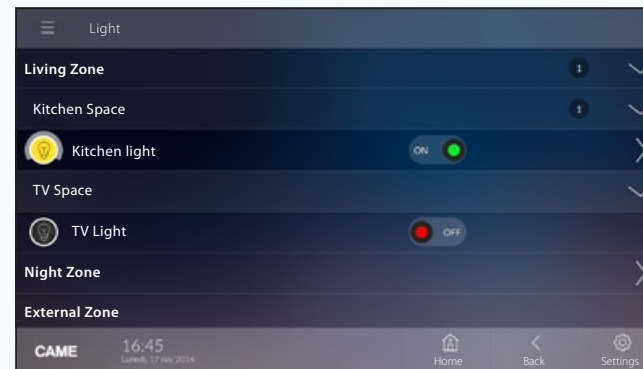 Light
Living Zone 1
Kitchen Space 1
Kitchen light ON
TV Space
TV Light OFF
Night Zone
External Zone
CAME 16:45 Home Back Settings
Lunedì, 17 nov 2014